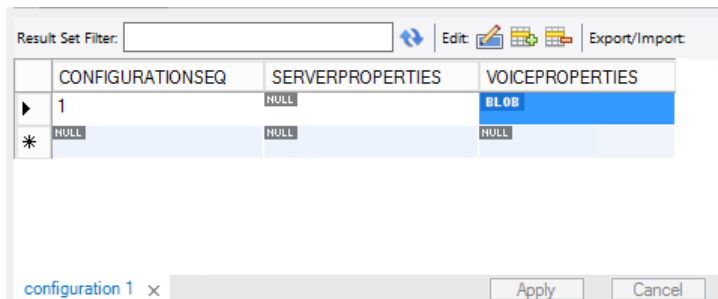 Result Set Filter: Edit: Export/Import:
CONFIGURATIONSEQ SERVERPROPERTIES VOICEPROPERTIES
1 NULL BLOB
NULL NULL NULL
configuration 1 ×
Apply Cancel